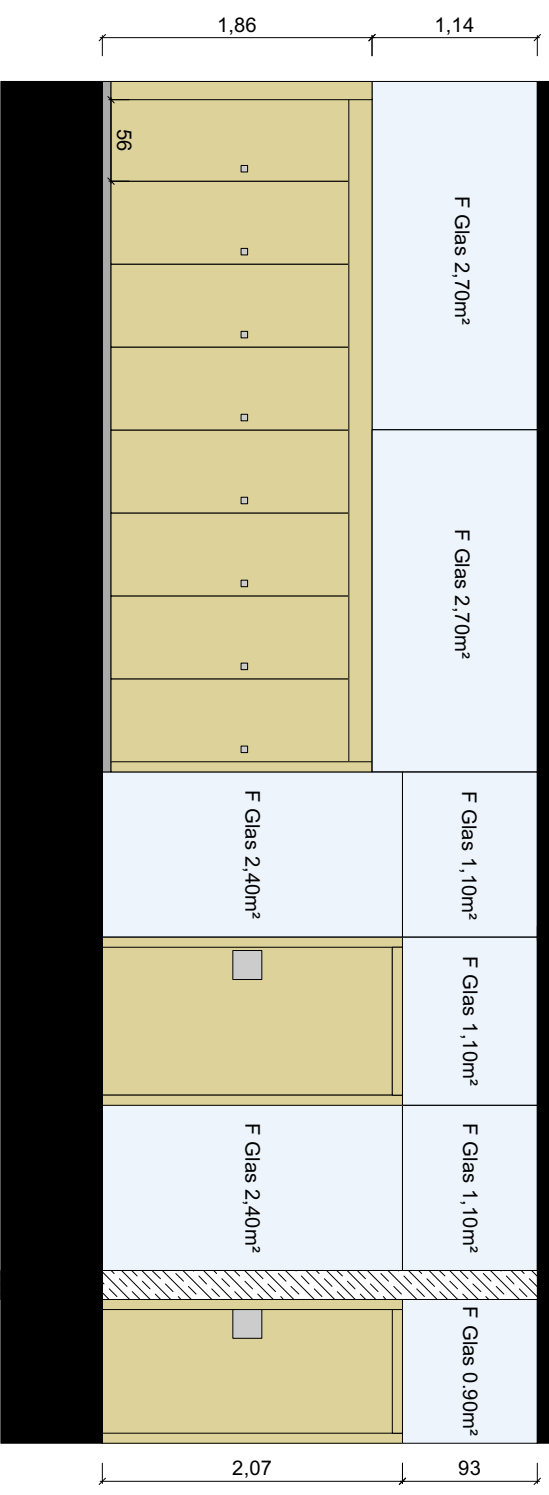 1,86
1,14
56
F Glas 2,70m²
F Glas 2,70m²
F Glas 2,40m²
F Glas 1,10m²
F Glas 1,10m²
F Glas 2,40m²
F Glas 1,10m²
F Glas 0.90m²
2,07
93